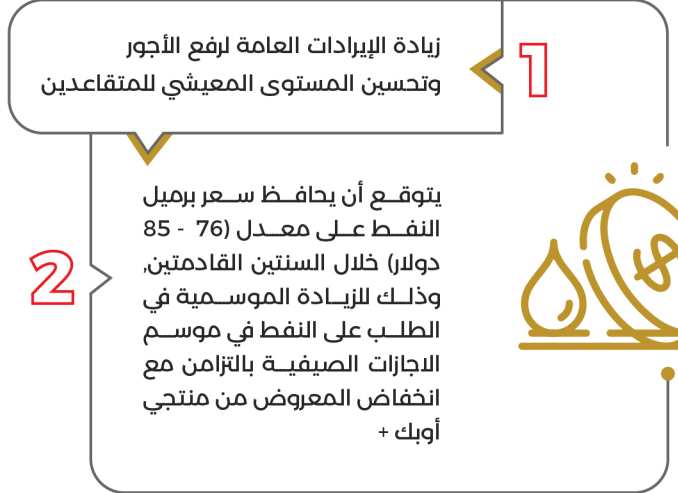 1
زيادة الإيرادات العامة لرفع الأجور
وتحسين المستوى المعيشي للمتقاعدين
2
يتوقـع أن يحافـظ سـعر برميل
النفـط عـلى معـدل (76 - 85
دولار) خلال السنتين القادمتين,
وذلـك للزيـادة الموسـمية في
الطلـب على النفط في موسـم
الاجازات الصيفيـة بالتزامن مع
انخفاض المعروض من منتجي
أوبك +
$